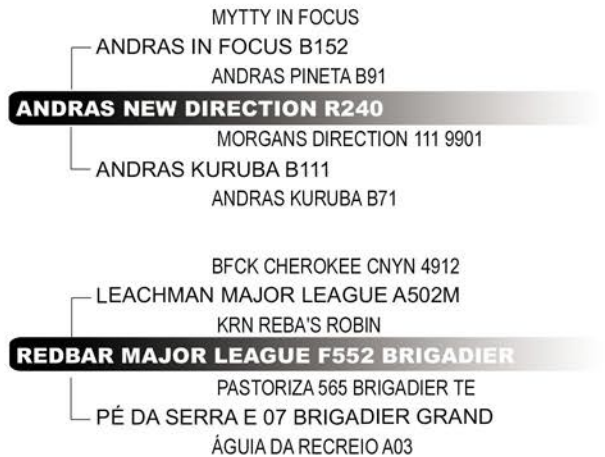 MYTTY IN FOCUS
ANDRAS IN FOCUS B152
ANDRAS PINETA B91
ANDRAS NEW DIRECTION R240
MORGANS DIRECTION 111 9901
ANDRAS KURUBA B111
ANDRAS KURUBA B71
BFCK CHEROKEE CNYN 4912
LEACHMAN MAJOR LEAGUE A502M
KRN REBA'S ROBIN
REDBAR MAJOR LEAGUE F552 BRIGADIER
PASTORIZA 565 BRIGADIER TE
PÉ DA SERRA E 07 BRIGADIER GRAND
ÁGUIA DA RECREIO A03